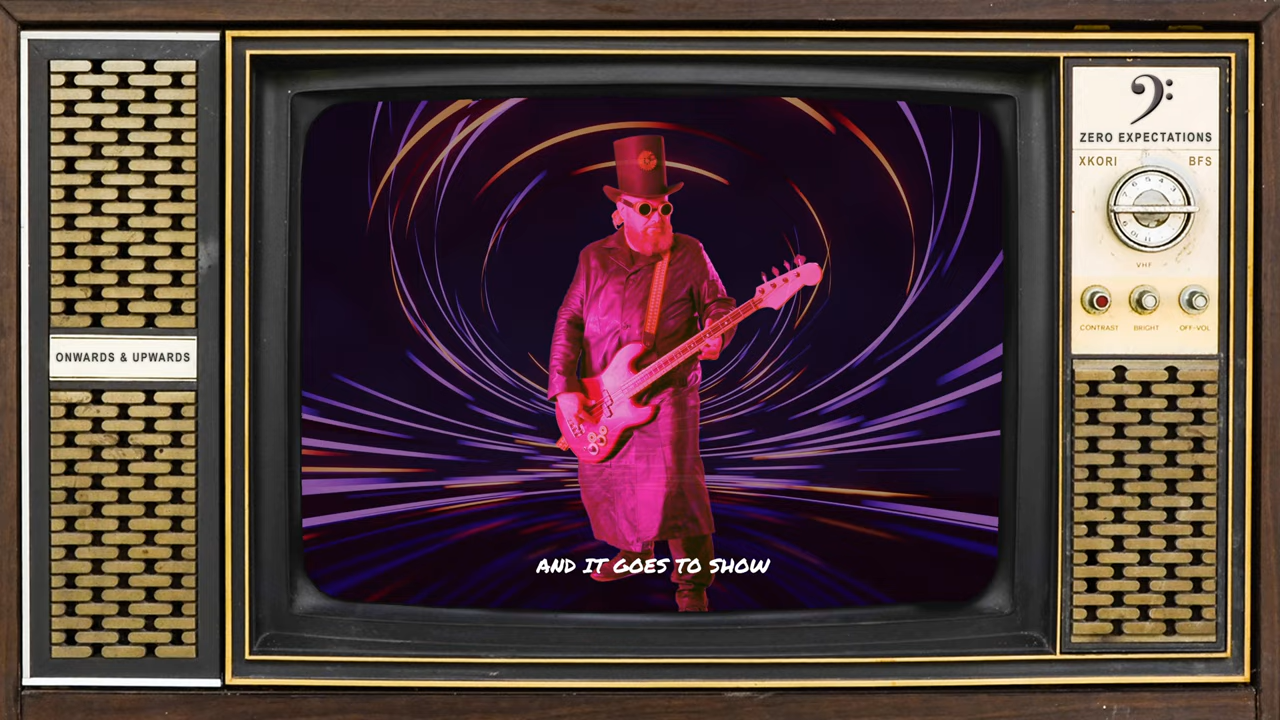 ONWARDS & UPWARDS
AND IT GOES TO SHOW
ZERO EXPECTATIONS
XKORI BFS
VHF
CONTRAST BRIGHT OFF-VOL